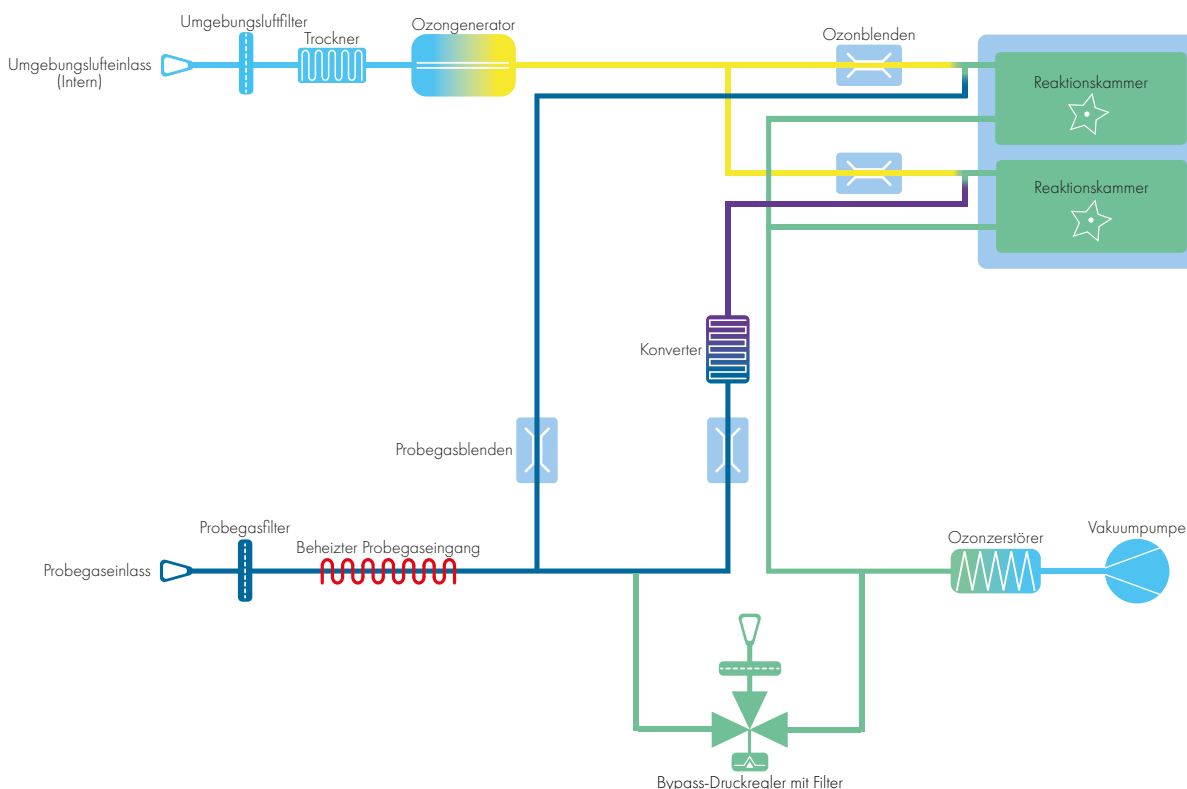 Umgebungsluftfilter
Ozongenerator
Trockner
Ozonblenden
Umgebungslufteinlass
(Intern)
Reaktionskammer
Reaktionskammer
Konverter
Probegasblenden
Probegasfilter
Vakuumpumpe
Ozonzerstörer
Beheizter Probegaseingang
Probegaseinlass
Bypass-Druckregler mit Filter